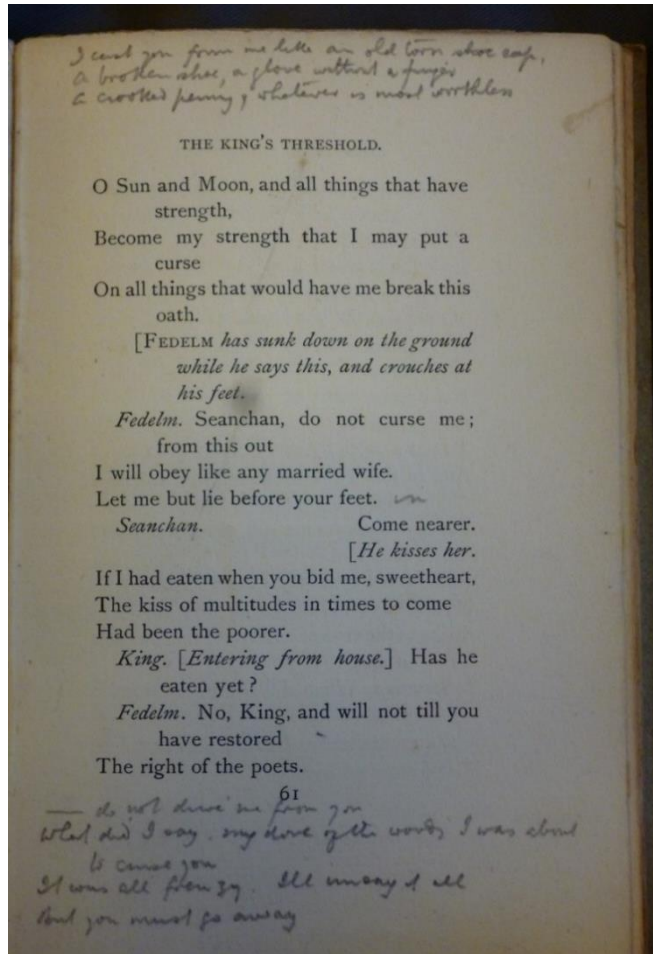 I cast you from me like an old torn shoe cap,
a broken shoe, a glove without a finger
a crooked penny, whatever is most worthless
THE KING'S THRESHOLD.
O Sun and Moon, and all things that have
strength,
Become my strength that I may put a
curse
On all things that would have me break this
oath.
[FEDELM has sunk down on the ground
while he says this, and crouches at
his feet.
Fedelm. Seanchan, do not curse me;
from this out
I will obey like any married wife.
Let me but lie before your feet.
Seanchan. Come nearer.
[He kisses her.
If I had eaten when you bid me, sweetheart,
The kiss of multitudes in times to come
Had been the poorer.
King. [Entering from house.] Has he
eaten yet?
Fedelm. No, King, and will not till you
have restored
The right of the poets.
61
— do not drive me from you
What did I say. my dove of the woods I was about
to curse you
It was all frenzy. Ill unsay it all
But you must go away